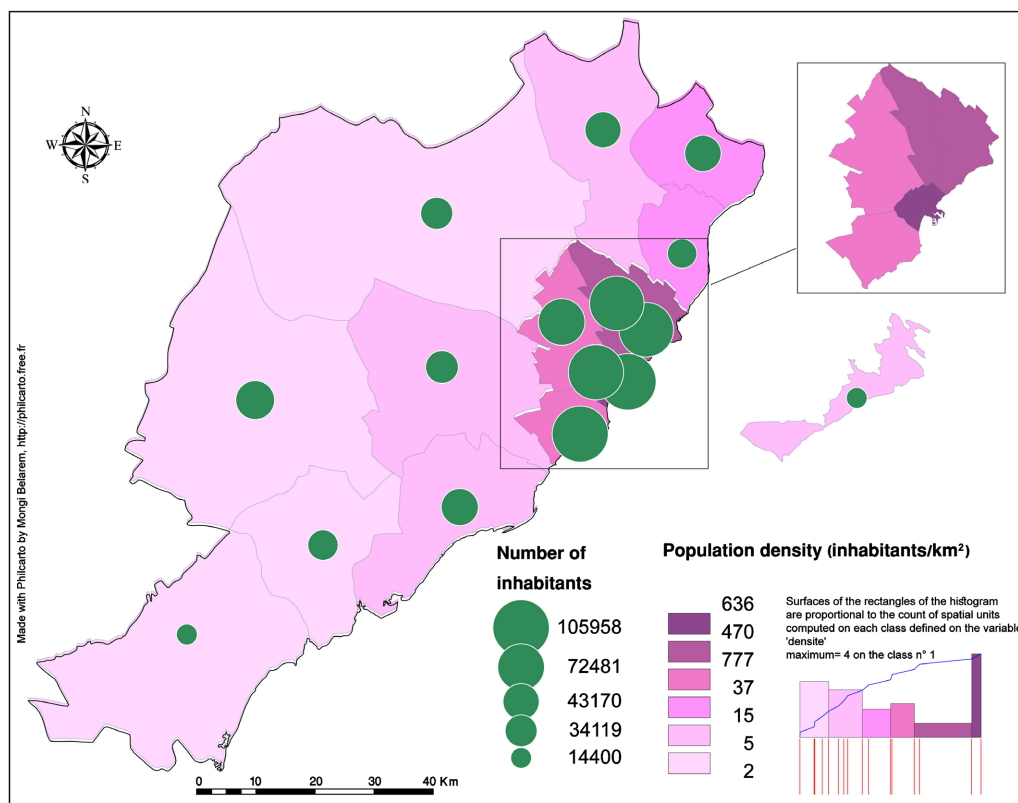 N
W
E
S
Made with Philcarto by Mongi Belarem, http://philcarto.free.fr
Number of
inhabitants
105958
72481
43170
34119
14400
Population density (inhabitants/km²)
636
470
777
37
15
5
2
Surfaces of the rectangles of the histogram
are proportional to the count of spatial units
computed on each class defined on the variable
'densite'
maximum= 4 on the class n° 1
0 10 20 30 40 Km